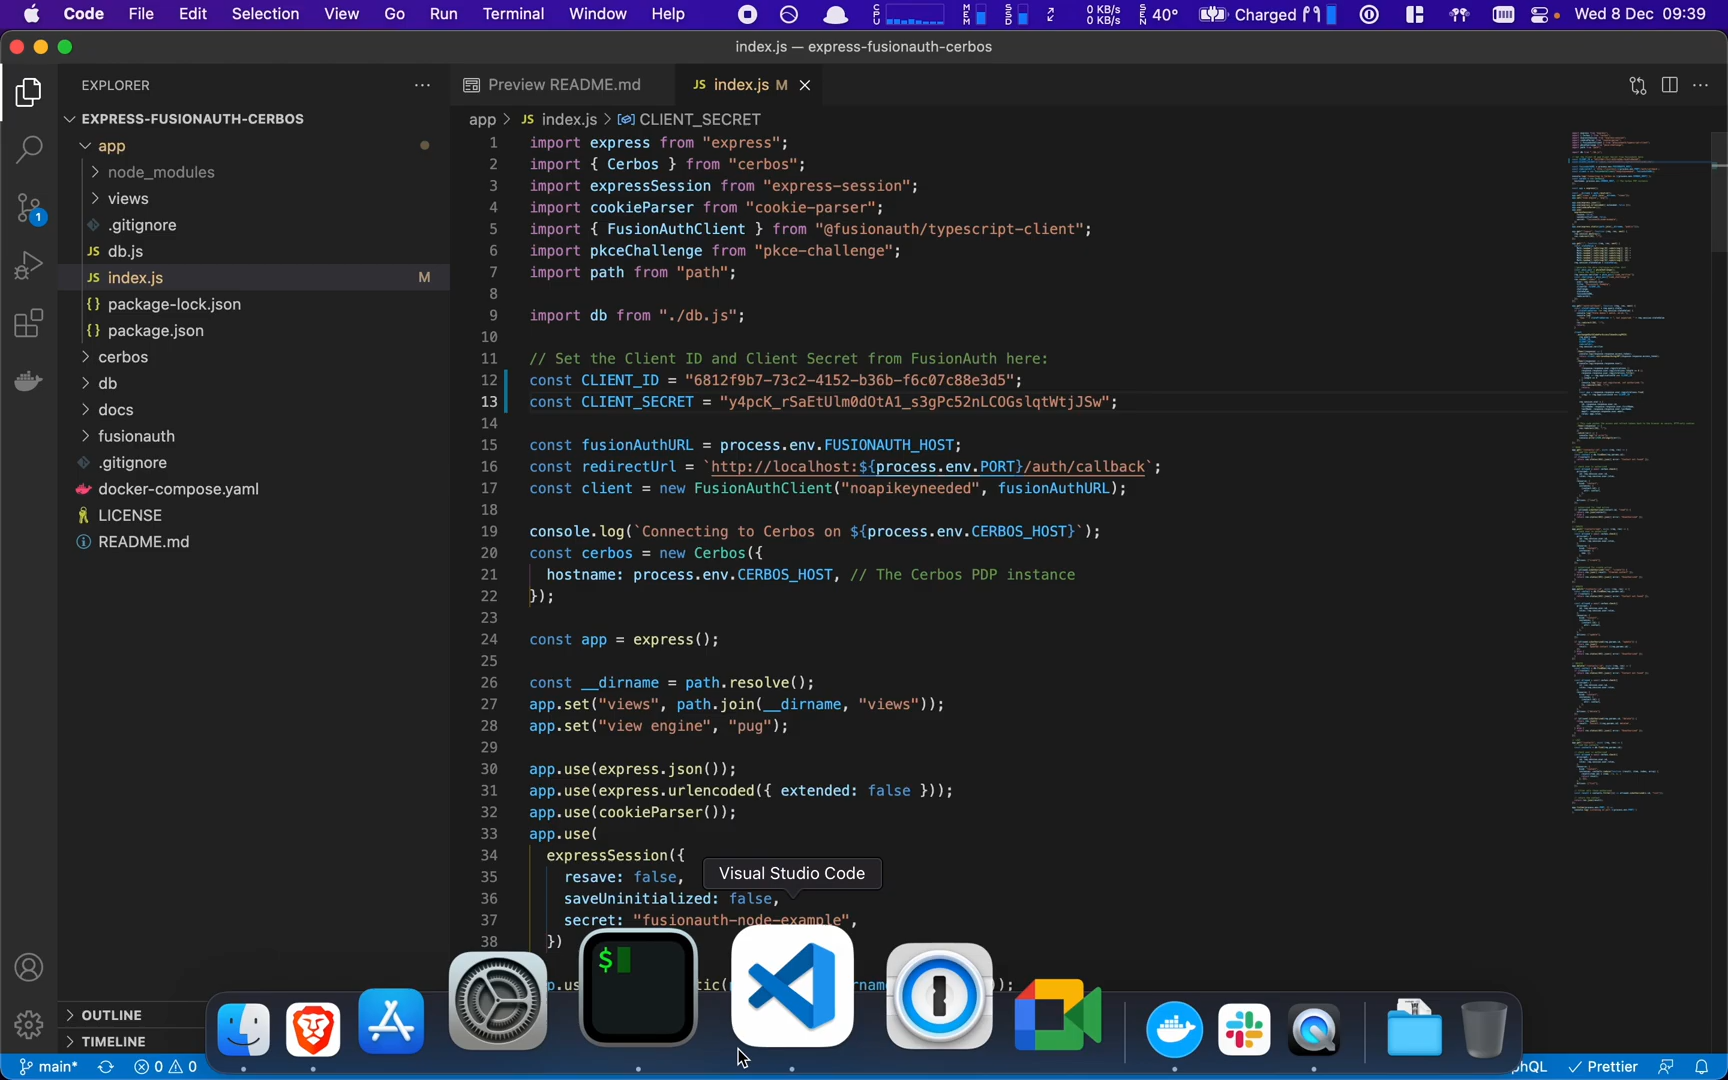 Code File Edit Selection View Go Run Terminal Window Help CPU MEM SSD 0 KB/s 0 KB/s SEN 40° Charged Wed 8 Dec 09:39
index.js — express-fusionauth-cerbos
EXPLORER
Preview README.md
JS index.js M
EXPRESS-FUSIONAUTH-CERBOS
app
node_modules
views
.gitignore
JS db.js
JS index.js M
{} package-lock.json
{} package.json
cerbos
db
docs
fusionauth
.gitignore
docker-compose.yaml
LICENSE
README.md
OUTLINE
TIMELINE
1
app > JS index.js > CLIENT_SECRET
1 import express from "express";
2 import { Cerbos } from "cerbos";
3 import expressSession from "express-session";
4 import cookieParser from "cookie-parser";
5 import { FusionAuthClient } from "@fusionauth/typescript-client";
6 import pkceChallenge from "pkce-challenge";
7 import path from "path";
8
9 import db from "./db.js";
10
11 // Set the Client ID and Client Secret from FusionAuth here:
12 const CLIENT_ID = "6812f9b7-73c2-4152-b36b-f6c07c88e3d5";
13 const CLIENT_SECRET = "y4pcK_rSaEtUlm0dOtA1_s3gPc52nLCOGslqtWtjJSw";
14
15 const fusionAuthURL = process.env.FUSIONAUTH_HOST;
16 const redirectUrl = `http://localhost:${process.env.PORT}/auth/callback`;
17 const client = new FusionAuthClient("noapikeyneeded", fusionAuthURL);
18
19 console.log(`Connecting to Cerbos on ${process.env.CERBOS_HOST}`);
20 const cerbos = new Cerbos({
21 hostname: process.env.CERBOS_HOST, // The Cerbos PDP instance
22 });
23
24 const app = express();
25
26 const __dirname = path.resolve();
27 app.set("views", path.join(__dirname, "views"));
28 app.set("view engine", "pug");
29
30 app.use(express.json());
31 app.use(express.urlencoded({ extended: false }));
32 app.use(cookieParser());
33 app.use(
34 expressSession({
35 resave: false,
36 saveUninitialized: false,
37 secret: "fusionauth-node-example",
38 })
Visual Studio Code
$
main* 0 0 Prettier